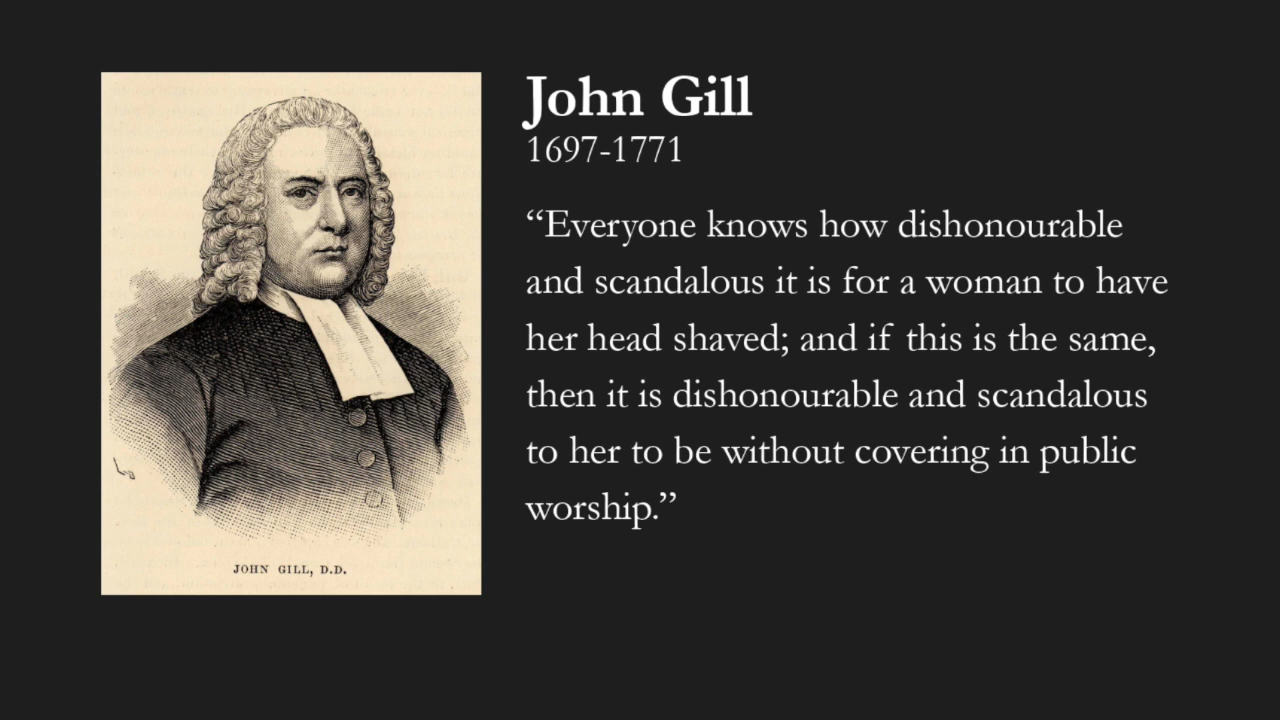 John Gill
1697-1771
“Everyone knows how dishonourable
and scandalous it is for a woman to have
her head shaved; and if this is the same,
then it is dishonourable and scandalous
to her to be without covering in public
worship.”
JOHN GILL, D.D.